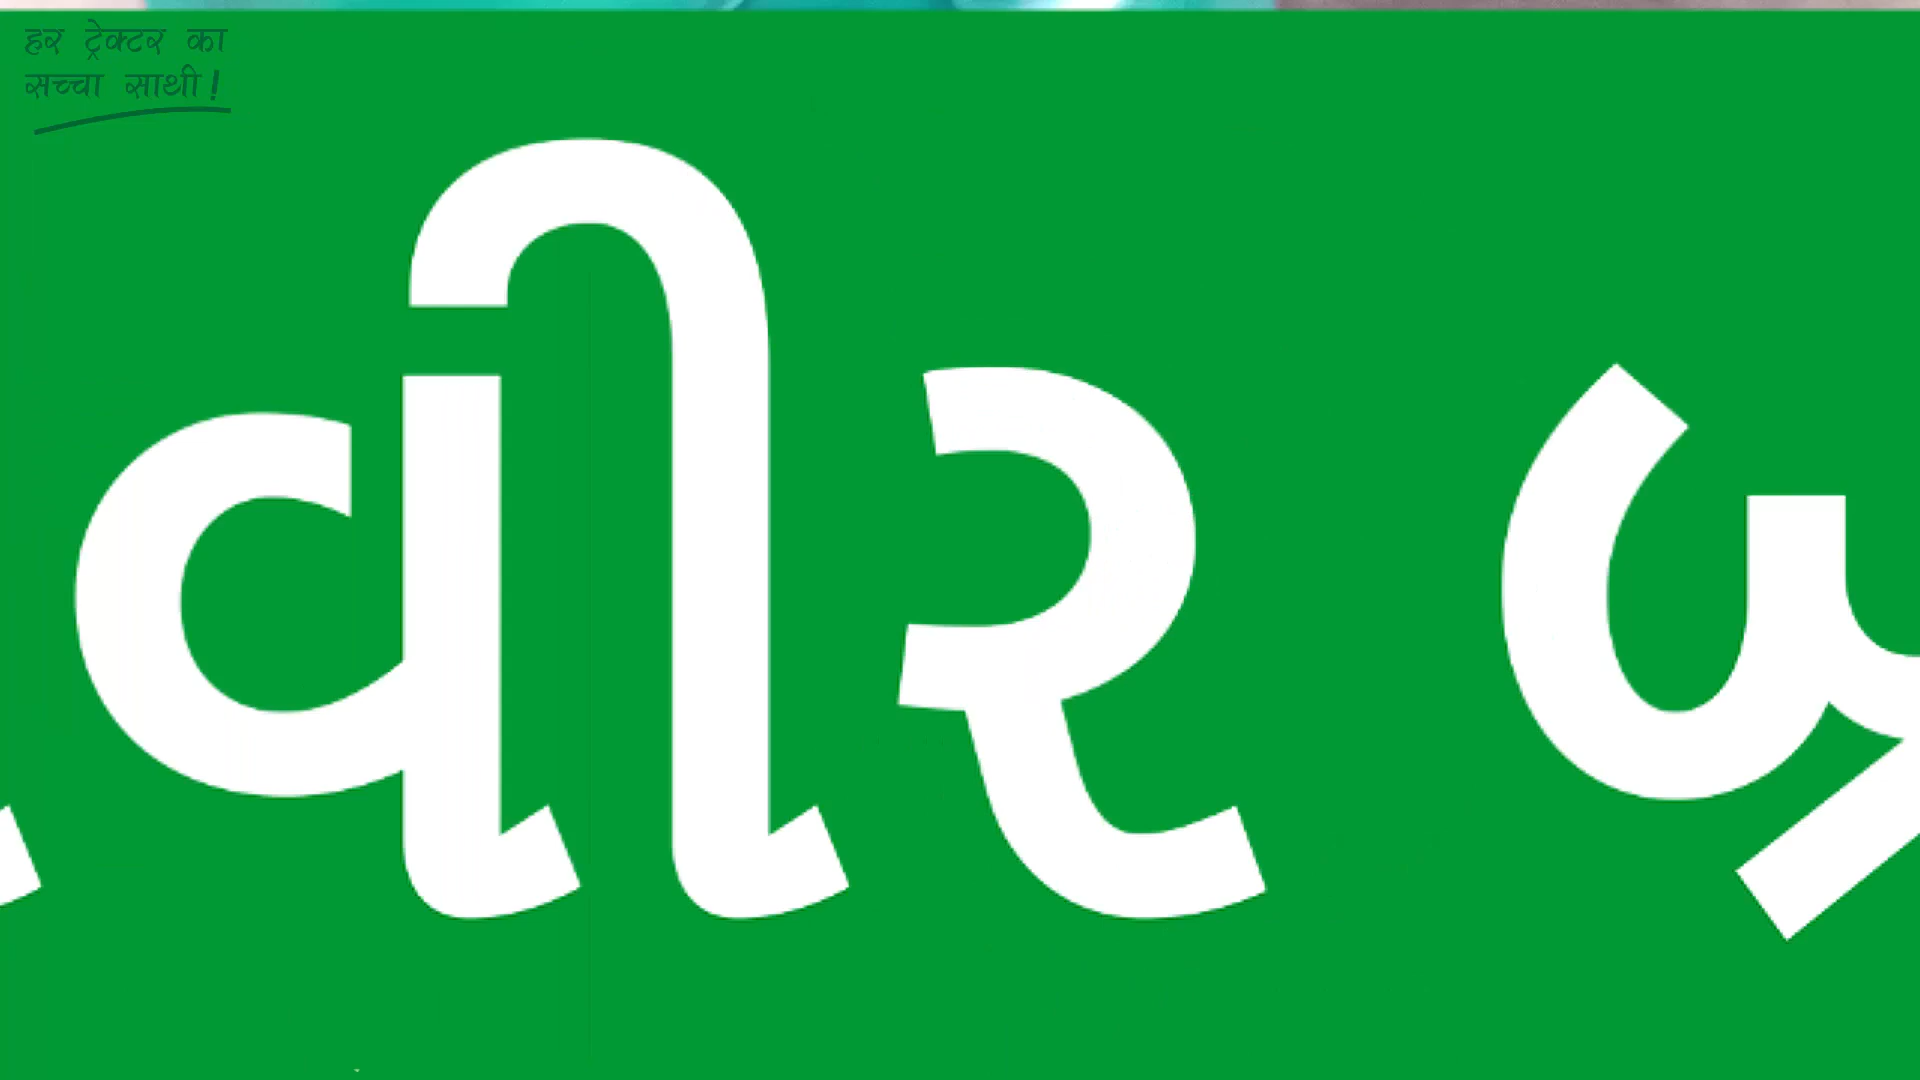 हर ट्रेक्टर का
सच्चा साथी!
વીર